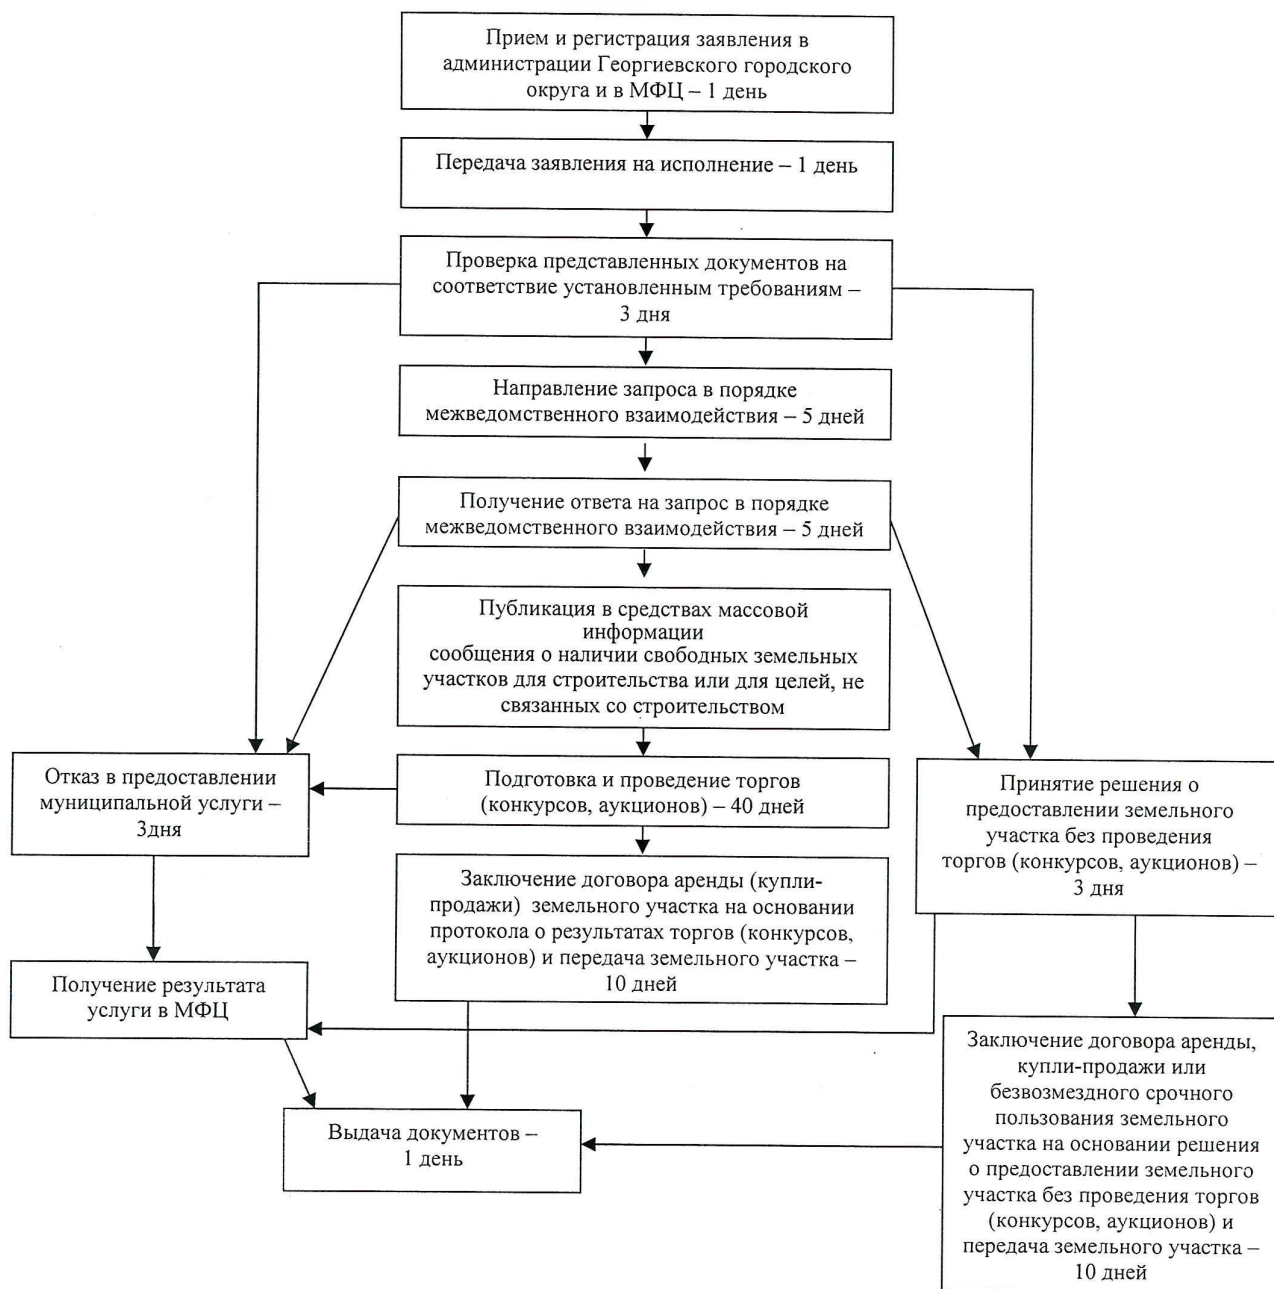 Прием и регистрация заявления в
администрации Георгиевского городского
округа и в МФЦ – 1 день
Передача заявления на исполнение – 1 день
Проверка представленных документов на
соответствие установленным требованиям –
3 дня
Направление запроса в порядке
межведомственного взаимодействия – 5 дней
Получение ответа на запрос в порядке
межведомственного взаимодействия – 5 дней
Публикация в средствах массовой
информации
сообщения о наличии свободных земельных
участков для строительства или для целей, не
связанных со строительством
Отказ в предоставлении
муниципальной услуги –
3дня
Подготовка и проведение торгов
(конкурсов, аукционов) – 40 дней
Принятие решения о
предоставлении земельного
участка без проведения
торгов (конкурсов, аукционов) –
3 дня
Заключение договора аренды (купли-
продажи) земельного участка на основании
протокола о результатах торгов (конкурсов,
аукционов) и передача земельного участка –
10 дней
Получение результата
услуги в МФЦ
Заключение договора аренды,
купли-продажи или
безвозмездного срочного
пользования земельного
участка на основании решения
о предоставлении земельного
участка без проведения торгов
(конкурсов, аукционов) и
передача земельного участка –
10 дней
Выдача документов –
1 день